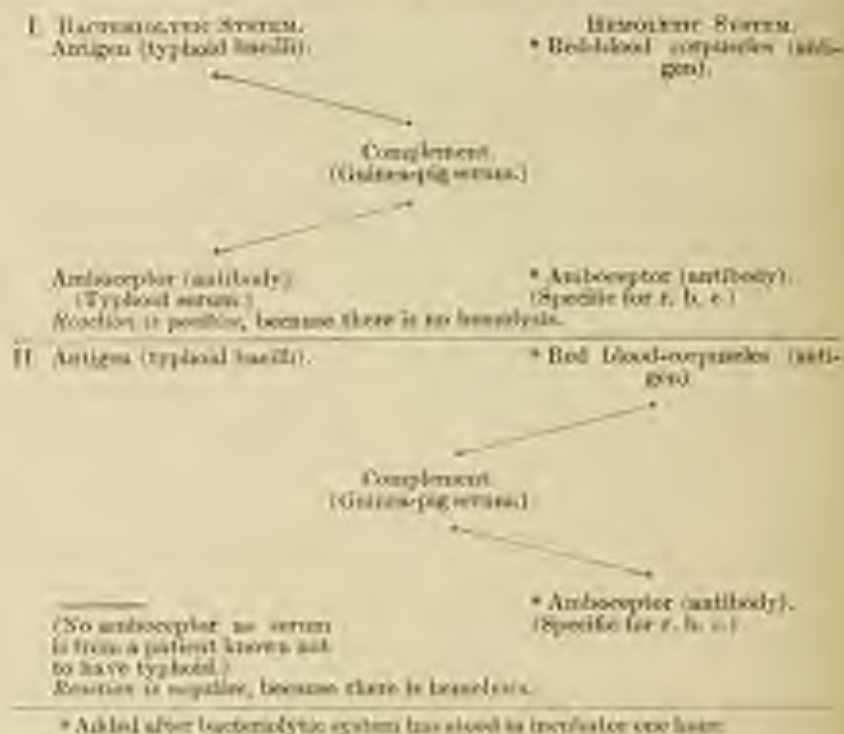 I BACTERIOLYTIC SYSTEM.
HEMOLYTIC SYSTEM.
Antigen (typhoid bacilli).
* Red-blood corpuscles (anti-
gen).
Complement.
(Guinea-pig serum.)
Amboceptor (antibody)
* Amboceptor (antibody).
(Typhoid serum.)
(Specific for r. b. c.)
Reaction is positive, because there is no hemolysis.
II Antigen (typhoid bacilli).
* Red blood-corpuscles (anti-
gen)
Complement.
(Guinea-pig serum.)
* Amboceptor (antibody).
(Specific for r. b. c.)
(No amboceptor as serum
is from a patient known not
to have typhoid.)
Reaction is negative, because there is hemolysis.
* Added after bacteriolytic system has stood in incubator one hour.